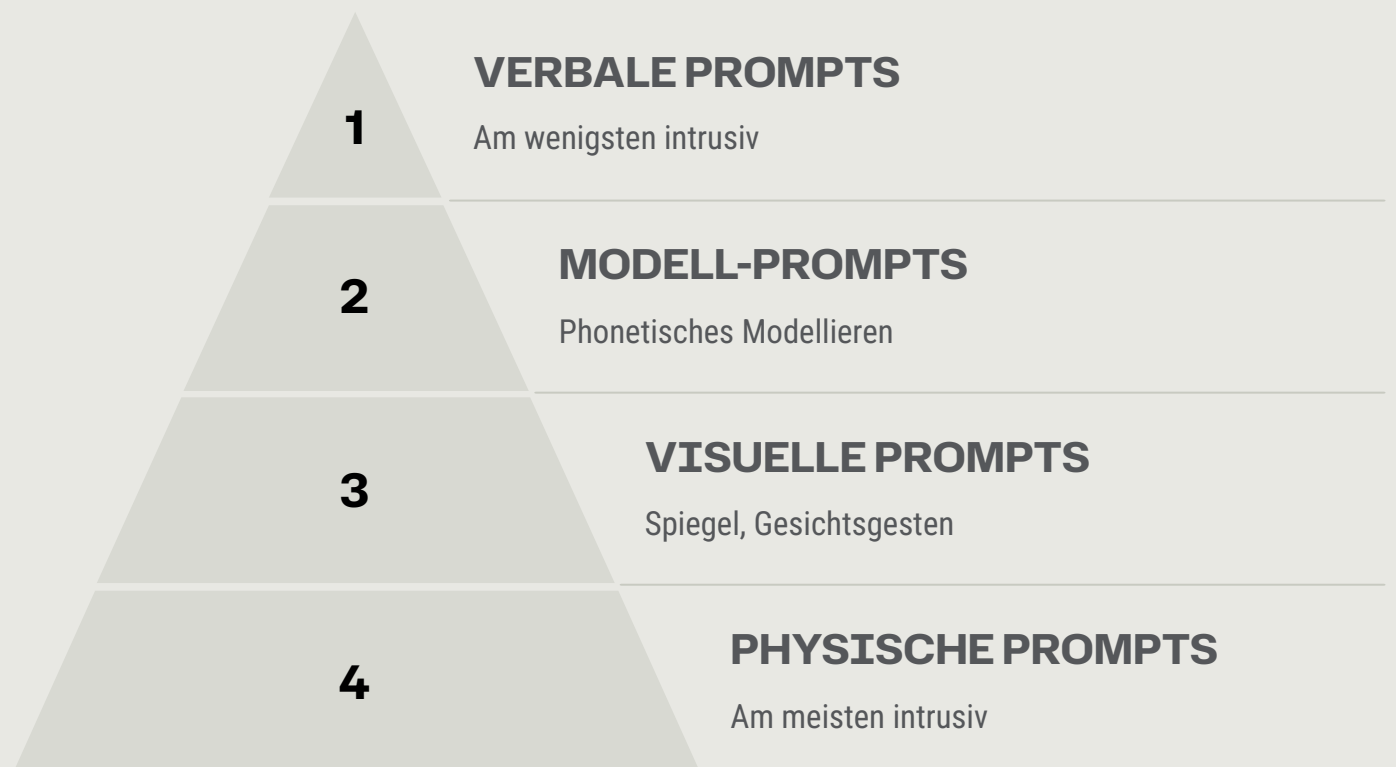 1
VERBALE PROMPTS
Am wenigsten intrusiv
2
MODELL-PROMPTS
Phonetisches Modellieren
3
VISUELLE PROMPTS
Spiegel, Gesichtsgesten
4
PHYSISCHE PROMPTS
Am meisten intrusiv